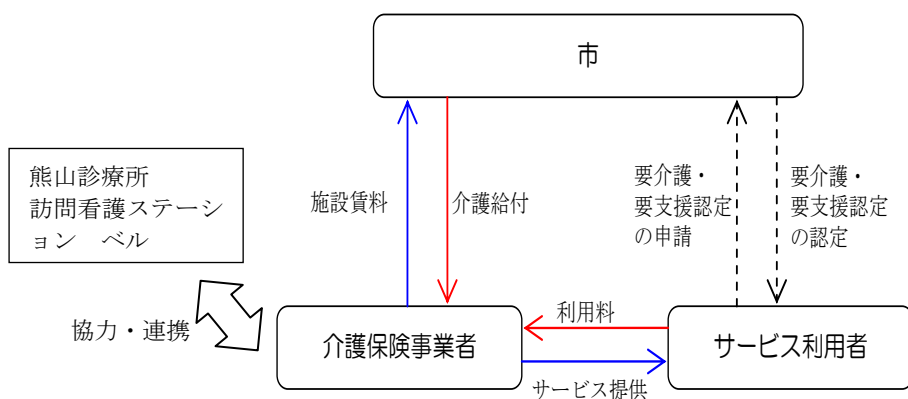 市
熊山診療所
訪問看護ステーシ
ョン　ベル
施設賃料
介護給付
要介護・
要支援認定
の申請
要介護・
要支援認定
の認定
協力・連携
介護保険事業者
利用料
サービス提供
サービス利用者